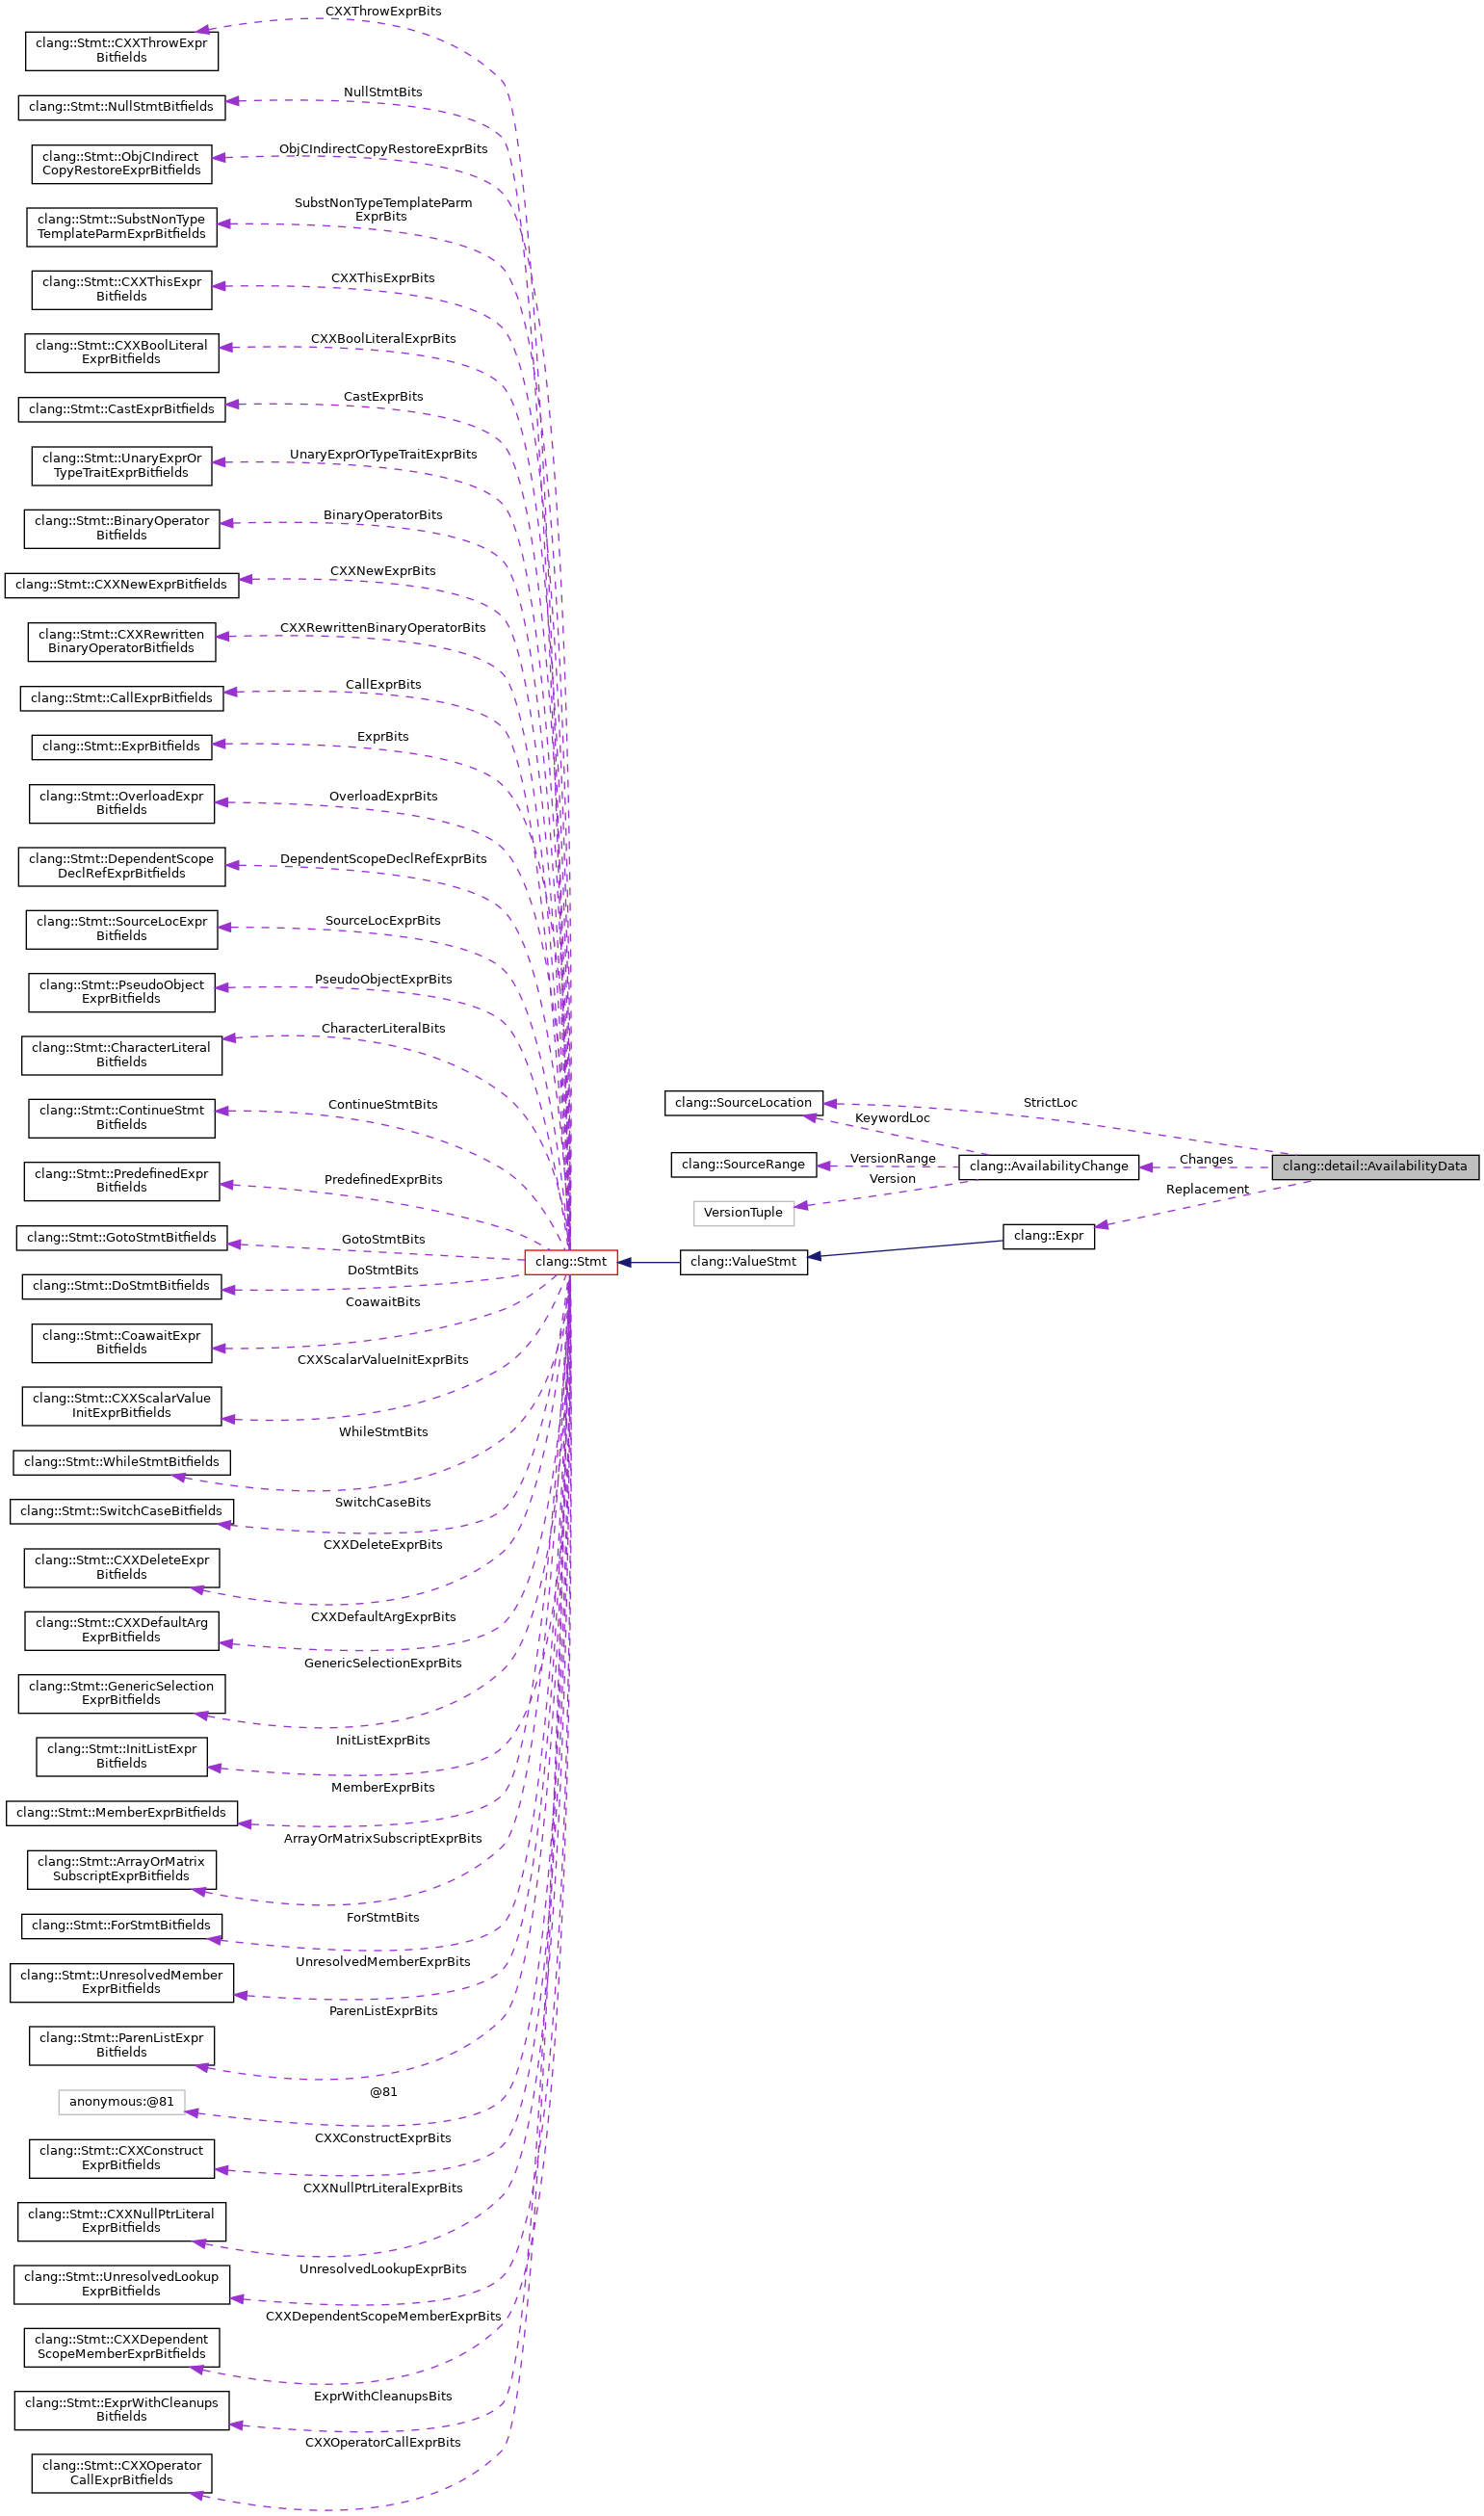 CXXThrowExprBits
clang::Stmt::CXXThrowExpr
Bitfields
NullStmtBits
clang::Stmt::NullStmtBitfields
ObjCIndirectCopyRestoreExprBits
clang::Stmt::ObjCIndirect
CopyRestoreExprBitfields
SubstNonTypeTemplateParm
ExprBits
clang::Stmt::SubstNonType
TemplateParmExprBitfields
CXXThisExprBits
clang::Stmt::CXXThisExpr
Bitfields
CXXBoolLiteralExprBits
clang::Stmt::CXXBoolLiteral
ExprBitfields
CastExprBits
clang::Stmt::CastExprBitfields
UnaryExprOrTypeTraitExprBits
clang::Stmt::UnaryExprOr
TypeTraitExprBitfields
BinaryOperatorBits
clang::Stmt::BinaryOperator
Bitfields
CXXNewExprBits
clang::Stmt::CXXNewExprBitfields
CXXRewrittenBinaryOperatorBits
clang::Stmt::CXXRewritten
BinaryOperatorBitfields
CallExprBits
clang::Stmt::CallExprBitfields
ExprBits
clang::Stmt::ExprBitfields
OverloadExprBits
clang::Stmt::OverloadExpr
Bitfields
DependentScopeDeclRefExprBits
clang::Stmt::DependentScope
DeclRefExprBitfields
SourceLocExprBits
clang::Stmt::SourceLocExpr
Bitfields
PseudoObjectExprBits
clang::Stmt::PseudoObject
ExprBitfields
CharacterLiteralBits
clang::Stmt::CharacterLiteral
Bitfields
ContinueStmtBits
clang::Stmt::ContinueStmt
Bitfields
PredefinedExprBits
clang::Stmt::PredefinedExpr
Bitfields
GotoStmtBits
clang::Stmt::GotoStmtBitfields
DoStmtBits
clang::Stmt::DoStmtBitfields
CoawaitBits
clang::Stmt::CoawaitExpr
Bitfields
CXXScalarValueInitExprBits
clang::Stmt::CXXScalarValue
InitExprBitfields
WhileStmtBits
clang::Stmt::WhileStmtBitfields
SwitchCaseBits
clang::Stmt::SwitchCaseBitfields
CXXDeleteExprBits
clang::Stmt::CXXDeleteExpr
Bitfields
CXXDefaultArgExprBits
clang::Stmt::CXXDefaultArg
ExprBitfields
GenericSelectionExprBits
clang::Stmt::GenericSelection
ExprBitfields
InitListExprBits
clang::Stmt::InitListExpr
Bitfields
MemberExprBits
clang::Stmt::MemberExprBitfields
ArrayOrMatrixSubscriptExprBits
clang::Stmt::ArrayOrMatrix
SubscriptExprBitfields
ForStmtBits
clang::Stmt::ForStmtBitfields
UnresolvedMemberExprBits
clang::Stmt::UnresolvedMember
ExprBitfields
ParenListExprBits
clang::Stmt::ParenListExpr
Bitfields
@81
anonymous:@81
CXXConstructExprBits
clang::Stmt::CXXConstruct
ExprBitfields
CXXNullPtrLiteralExprBits
clang::Stmt::CXXNullPtrLiteral
ExprBitfields
UnresolvedLookupExprBits
clang::Stmt::UnresolvedLookup
ExprBitfields
CXXDependentScopeMemberExprBits
clang::Stmt::CXXDependent
ScopeMemberExprBitfields
ExprWithCleanupsBits
clang::Stmt::ExprWithCleanups
Bitfields
CXXOperatorCallExprBits
clang::Stmt::CXXOperator
CallExprBitfields
clang::Stmt
clang::ValueStmt
clang::Expr
clang::SourceLocation
StrictLoc
KeywordLoc
clang::SourceRange
VersionRange
Version
VersionTuple
clang::AvailabilityChange
Changes
Replacement
clang::detail::AvailabilityData